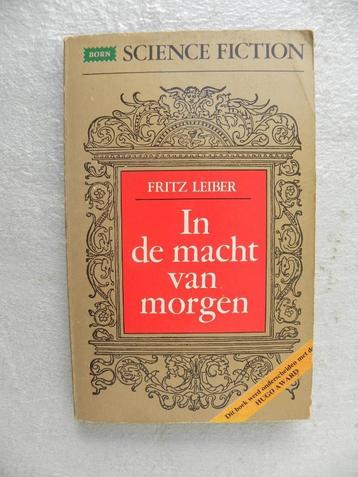 BORN SCIENCE FICTION
FRITZ LEIBER
In
de macht
van
morgen
Dit boek werd onderscheiden met de
HUGO AWARD